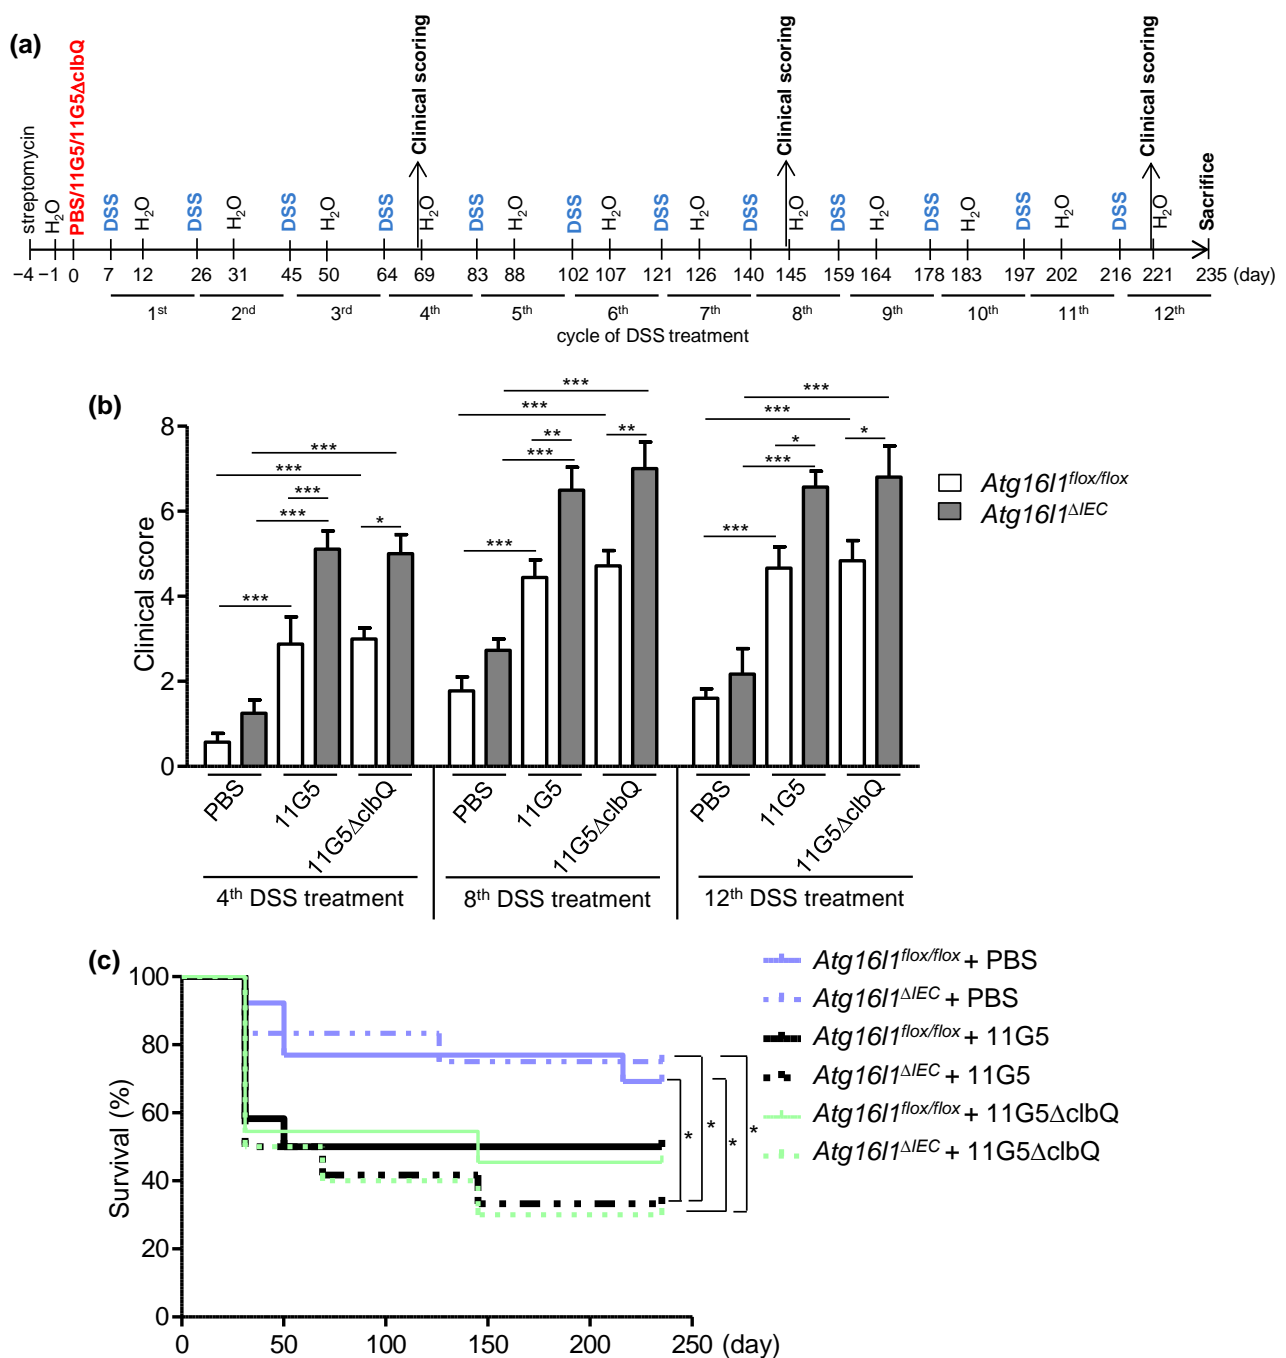 (a)
streptomycin
H2O
PBS/11G5/11G5ΔclbQ
DSS
H2O
DSS
H2O
DSS
H2O
DSS
Clinical scoring
H2O
DSS
H2O
DSS
H2O
DSS
H2O
DSS
Clinical scoring
H2O
DSS
H2O
DSS
H2O
DSS
H2O
DSS
Clinical scoring
H2O
Sacrifice
−4 −1 0 7 12 26 31 45 50 64 69 83 88 102 107 121 126 140 145 159 164 178 183 197 202 216 221 235 (day)
1st 2nd 3rd 4th 5th 6th 7th 8th 9th 10th 11th 12th
cycle of DSS treatment
(b)
Clinical score
8
6
4
2
0
*** *** *** *** *** *
*** *** ** *** *** **
*** *** * *** *** *
Atg16l1flox/flox
Atg16l1ΔIEC
PBS 11G5 11G5ΔclbQ PBS 11G5 11G5ΔclbQ PBS 11G5 11G5ΔclbQ
4th DSS treatment 8th DSS treatment 12th DSS treatment
(c)
Survival (%)
100
80
60
40
20
0
0 50 100 150 200 250 (day)
* * * *
Atg16l1flox/flox + PBS
Atg16l1ΔIEC + PBS
Atg16l1flox/flox + 11G5
Atg16l1ΔIEC + 11G5
Atg16l1flox/flox + 11G5ΔclbQ
Atg16l1ΔIEC + 11G5ΔclbQ